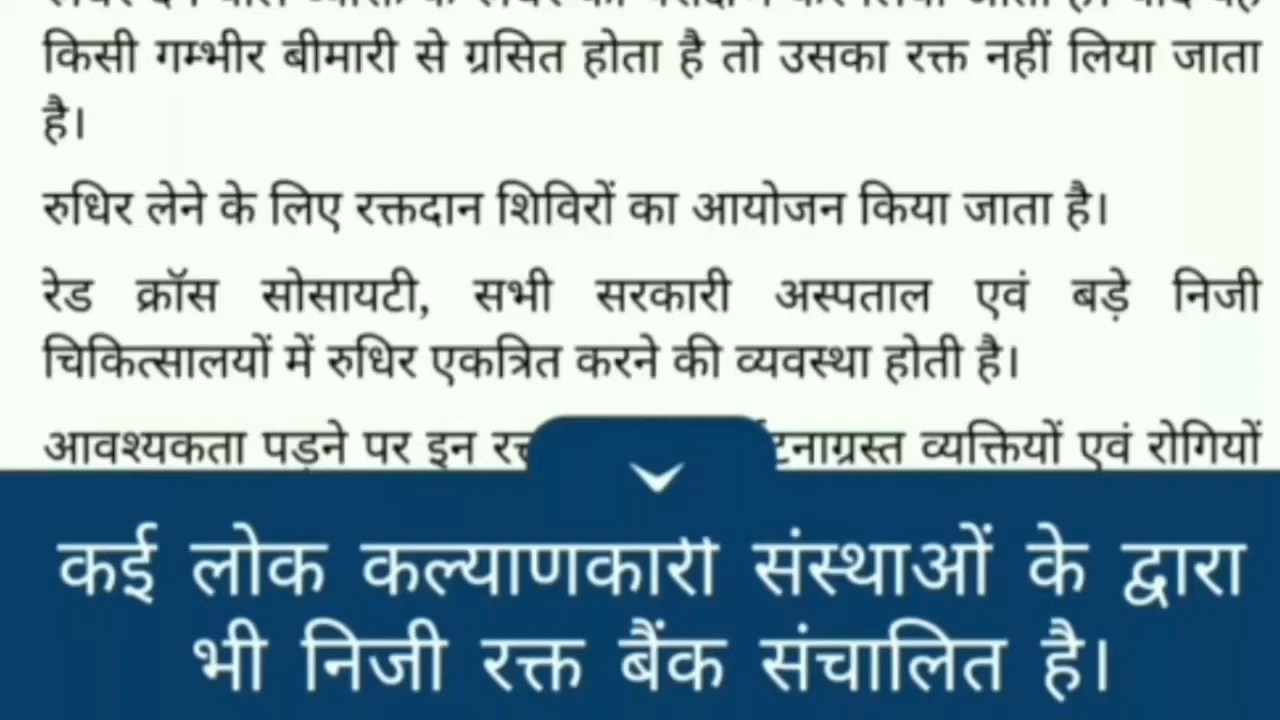 किसी गम्भीर बीमारी से ग्रसित होता है तो उसका रक्त नहीं लिया जाता
है।
रुधिर लेने के लिए रक्तदान शिविरों का आयोजन किया जाता है।
रेड क्रॉस सोसायटी, सभी सरकारी अस्पताल एवं बड़े निजी
चिकित्सालयों में रुधिर एकत्रित करने की व्यवस्था होती है।
आवश्यकता पड़ने पर इन व्यक्तियों एवं रोगियों
कई लोक कल्याणकारी संस्थाओं के द्वारा
भी निजी रक्त बैंक संचालित है।